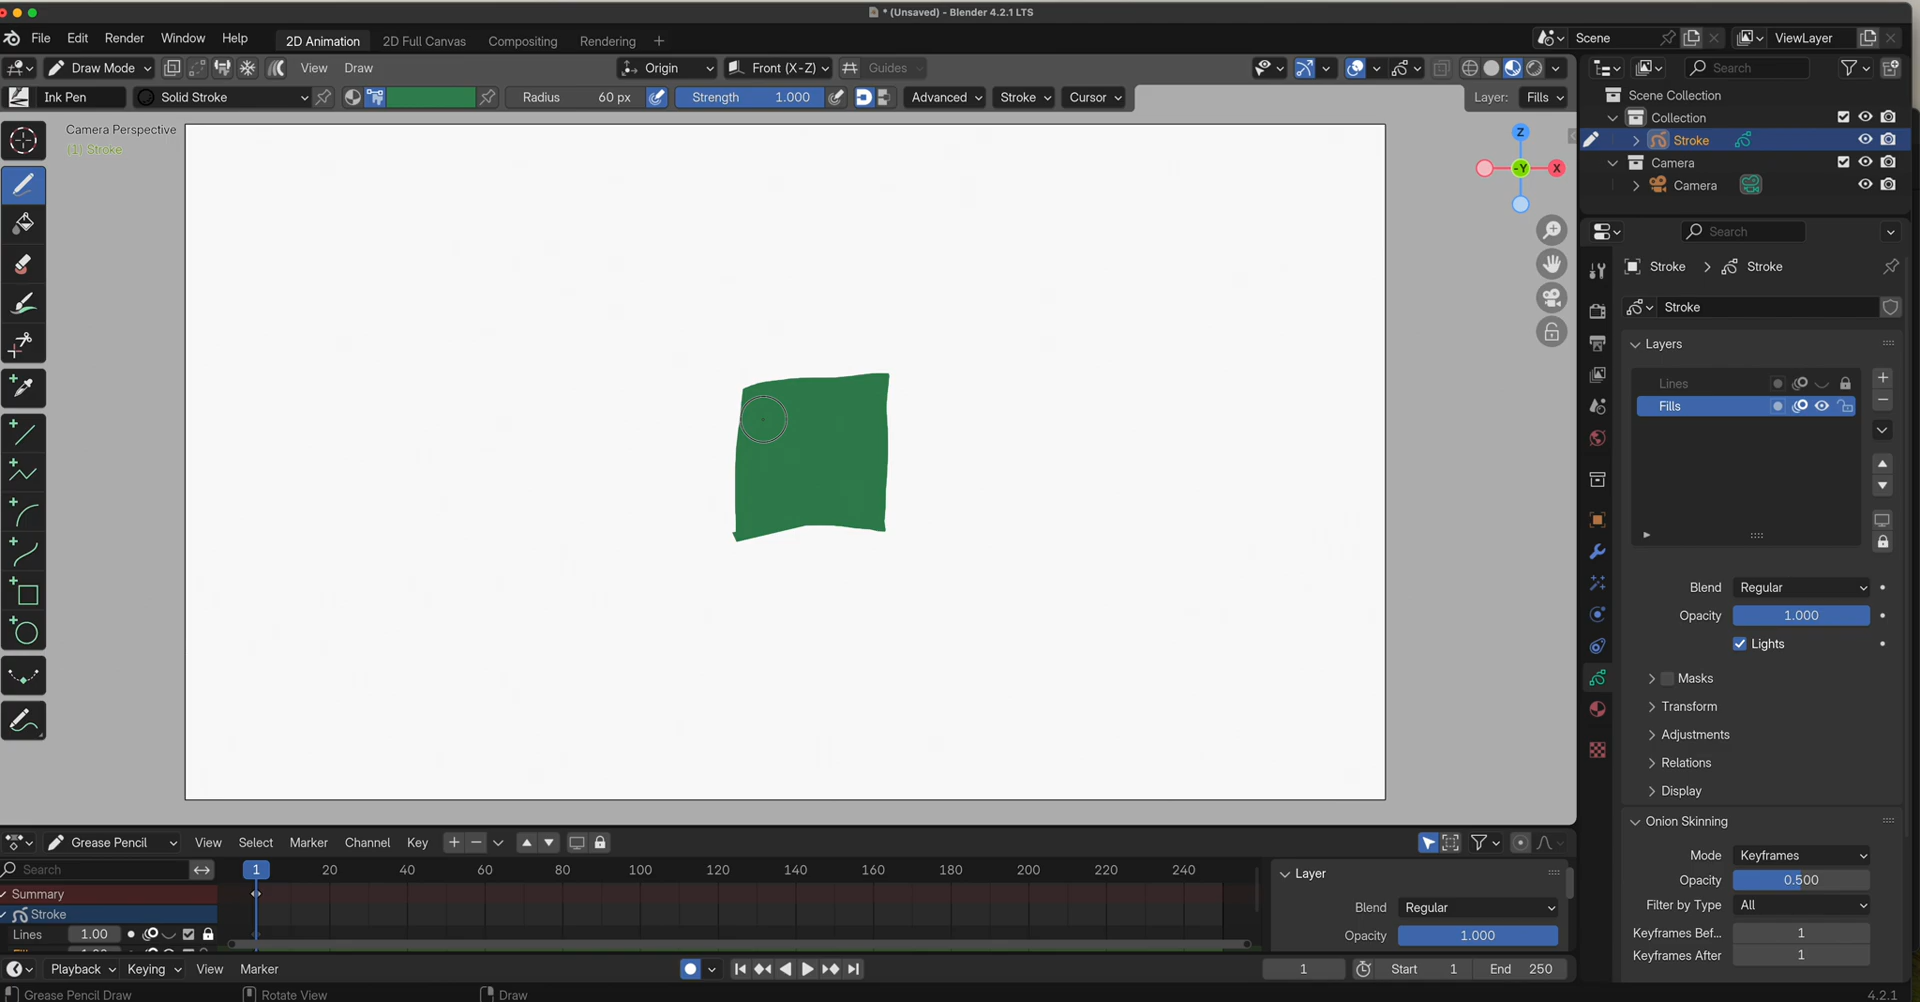 * (Unsaved) - Blender 4.2.1 LTS
File Edit Render Window Help 2D Animation 2D Full Canvas Compositing Rendering + Scene ViewLayer
Draw Mode View Draw Origin Front (X-Z) Guides Search
Ink Pen Solid Stroke Radius 60 px Strength 1.000 Advanced Stroke Cursor Layer: Fills
Scene Collection
Collection
Stroke
Camera
Camera
Camera Perspective
(1) Stroke
Z
-Y
X
Search
Stroke > Stroke
Stroke
Layers
Lines
Fills
Blend Regular
Opacity 1.000
Lights
Masks
Transform
Adjustments
Relations
Display
Onion Skinning
Mode Keyframes
Opacity 0.500
Filter by Type All
Keyframes Bef... 1
Keyframes After 1
Grease Pencil View Select Marker Channel Key
Search 1 20 40 60 80 100 120 140 160 180 200 220 240
Summary
Stroke
Lines 1.00
Layer
Blend Regular
Opacity 1.000
Playback Keying View Marker 1 Start 1 End 250
Grease Pencil Draw Rotate View Draw 4.2.1